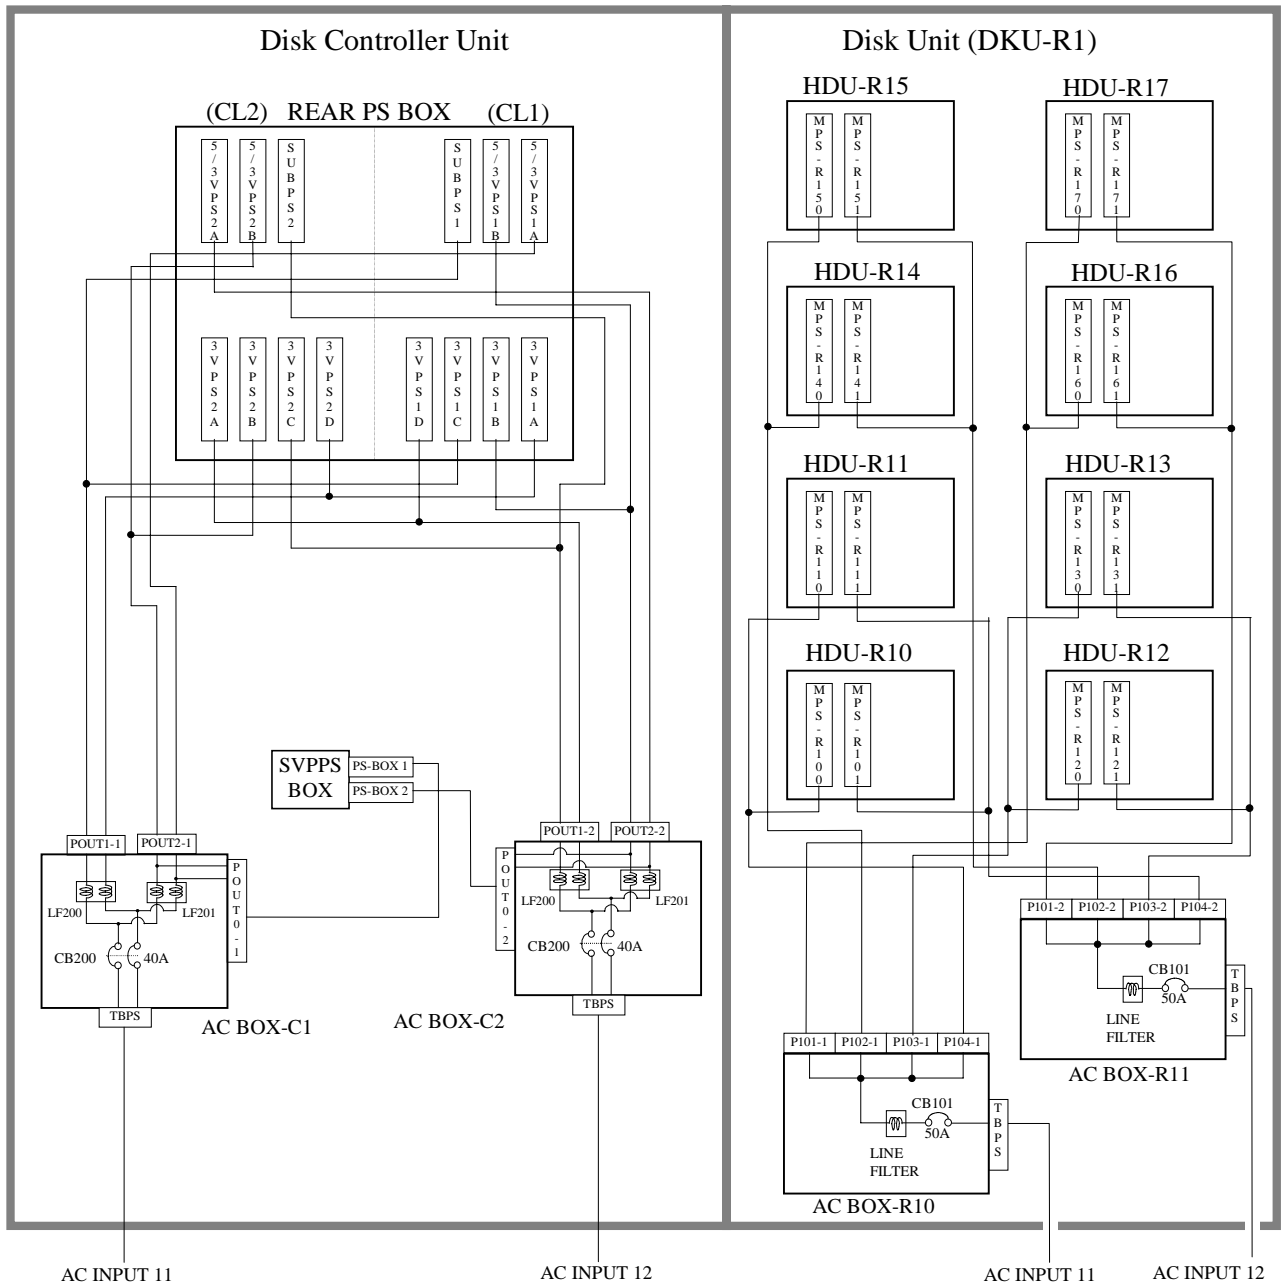 Disk Controller Unit
(CL2) REAR PS BOX (CL1)
5/3VPS2A
5/3VPS2B
SUBPS2
SUBPS1
5/3VPS1B
5/3VPS1A
3VPS2A
3VPS2B
3VPS2C
3VPS2D
3VPS1D
3VPS1C
3VPS1B
3VPS1A
SVPPS
BOX
PS-BOX 1
PS-BOX 2
POUT1-1
POUT2-1
POUT0-1
LF200
LF201
CB200
40A
TBPS
AC BOX-C1
POUT1-2
POUT2-2
POUT0-2
LF200
LF201
CB200
40A
TBPS
AC BOX-C2
AC INPUT 11
AC INPUT 12
Disk Unit (DKU-R1)
HDU-R15
MPS-R150
MPS-R151
HDU-R17
MPS-R170
MPS-R171
HDU-R14
MPS-R140
MPS-R141
HDU-R16
MPS-R160
MPS-R161
HDU-R11
MPS-R110
MPS-R111
HDU-R13
MPS-R130
MPS-R131
HDU-R10
MPS-R100
MPS-R101
HDU-R12
MPS-R120
MPS-R121
P101-2
P102-2
P103-2
P104-2
CB101
50A
LINE
FILTER
TBPS
AC BOX-R11
P101-1
P102-1
P103-1
P104-1
CB101
50A
LINE
FILTER
TBPS
AC BOX-R10
AC INPUT 11
AC INPUT 12